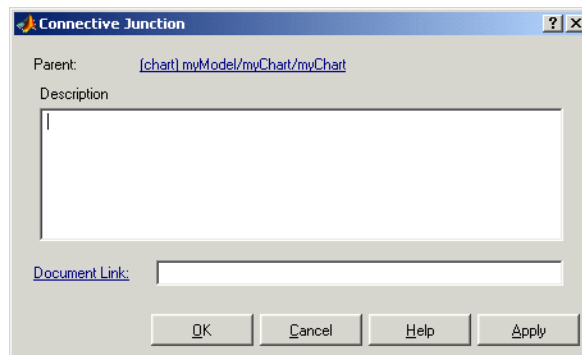 Connective Junction
Parent: (chart) myModel/myChart/myChart
Description
Document Link:
OK Cancel Help Apply